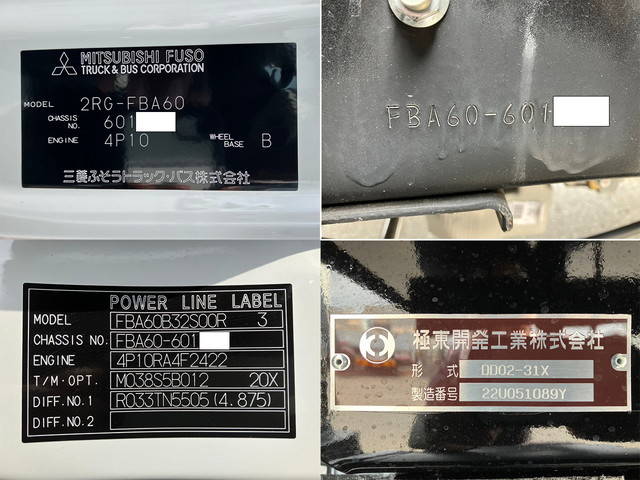 MITSUBISHI FUSO
TRUCK & BUS CORPORATION
MODEL 2RG-FBA60
CHASSIS NO. 601
ENGINE 4P10 WHEEL BASE B
三菱ふそうトラック・バス株式会社
FBA60-601
POWER LINE LABEL
MODEL FBA60B32S00R 3
CHASSIS NO. FBA60-601
ENGINE 4P10RA4F2422
T/M・OPT. M038S5B012 20X
DIFF. NO.1 R033TN5505(4.875)
DIFF. NO.2
極東開発工業株式会社
形式 DD02-31X
製造番号 22U051089Y